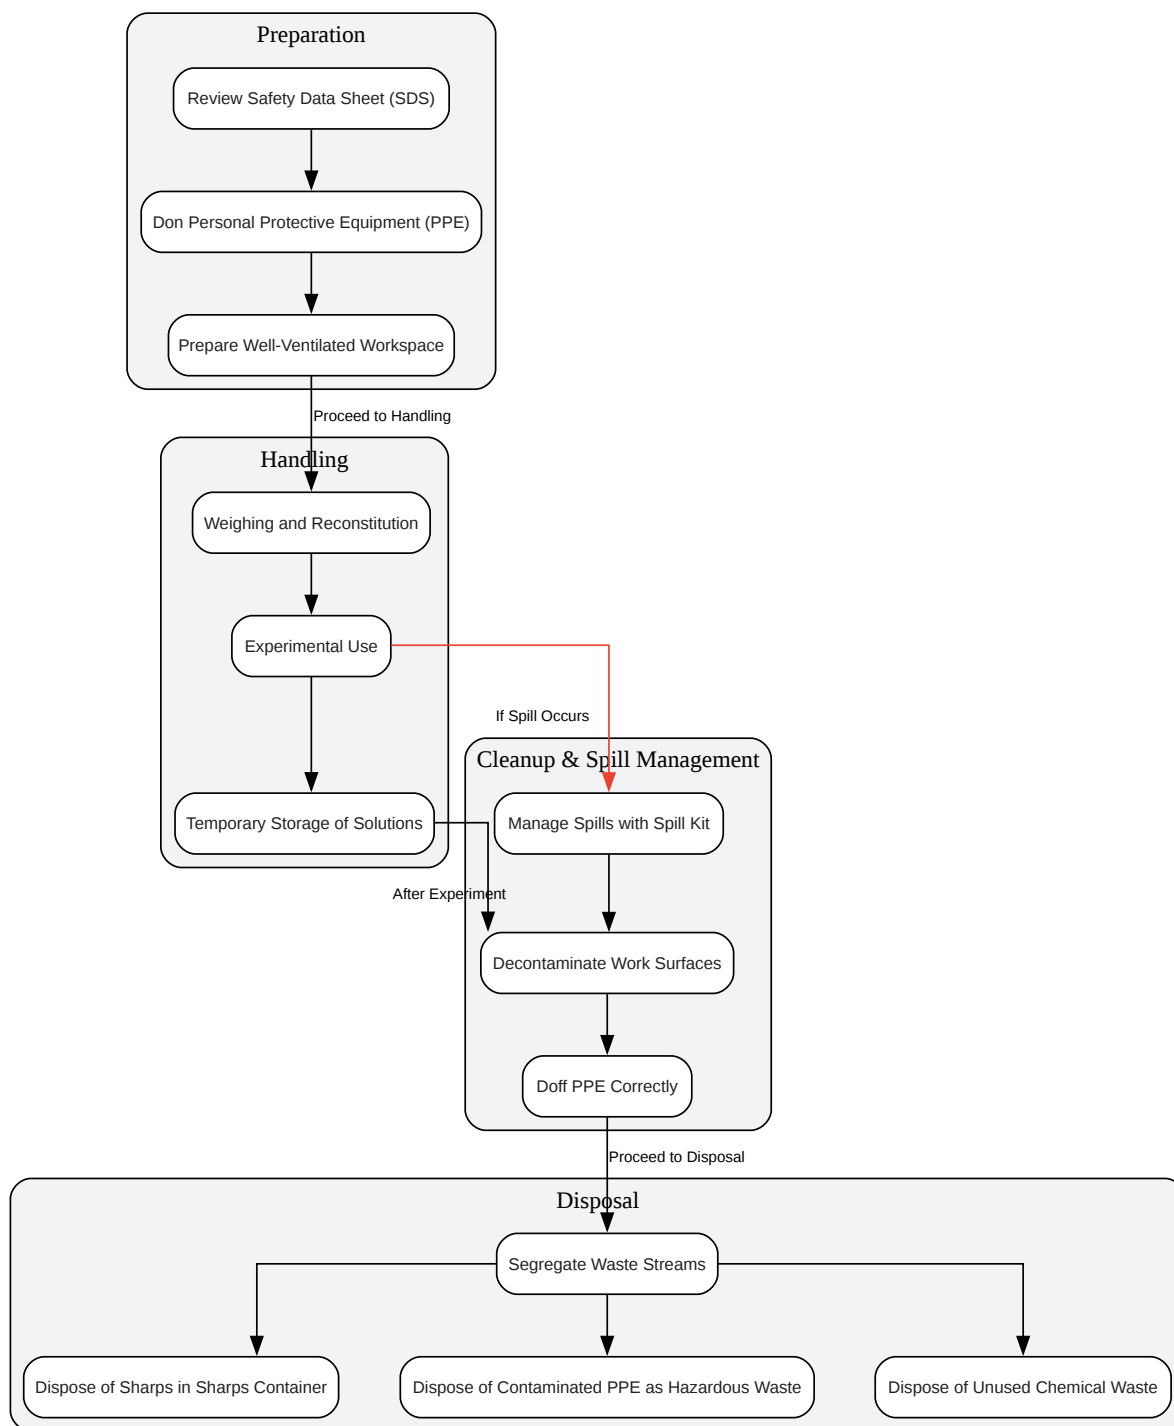 Preparation
Review Safety Data Sheet (SDS)
Don Personal Protective Equipment (PPE)
Prepare Well-Ventilated Workspace
Proceed to Handling
Handling
Weighing and Reconstitution
Experimental Use
If Spill Occurs
Cleanup & Spill Management
Temporary Storage of Solutions
Manage Spills with Spill Kit
After Experiment
Decontaminate Work Surfaces
Doff PPE Correctly
Proceed to Disposal
Disposal
Segregate Waste Streams
Dispose of Sharps in Sharps Container
Dispose of Contaminated PPE as Hazardous Waste
Dispose of Unused Chemical Waste